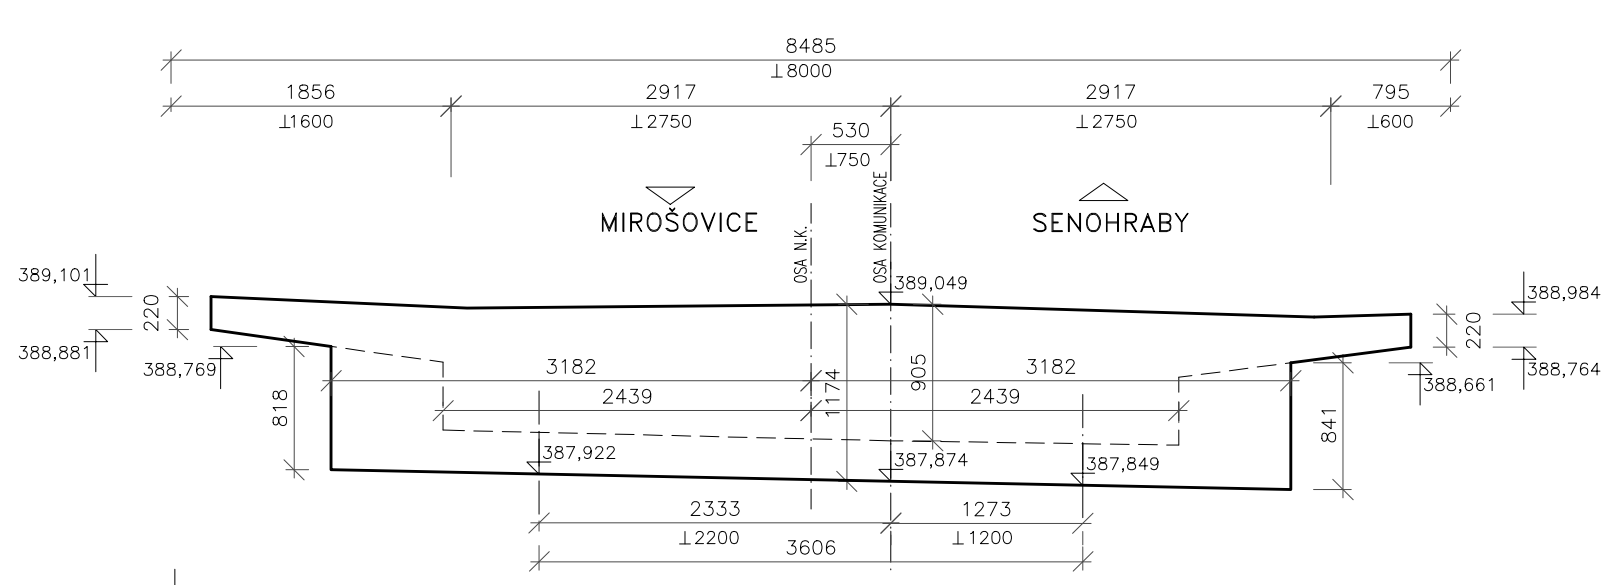 8485
⊥8000
1856 2917 2917 795
⊥1600 ⊥2750 ⊥2750 ⊥600
530
⊥750
MIROŠOVICE SENOHRABY
OSA N.K.
OSA KOMUNIKACE
389,101 389,049 388,984
220 220
388,881 388,769 388,764
3182 3182 388,661
2439 2439
818 1174 905 841
387,922 387,874 387,849
2333 1273
⊥2200 ⊥1200
3606